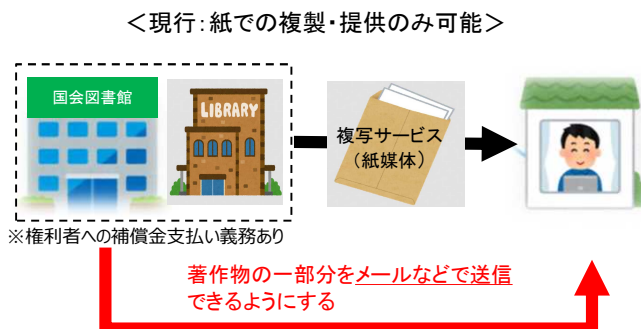 ＜現行：紙での複製・提供のみ可能＞
国会図書館
LIBRARY
複写サービス
（紙媒体）
※権利者への補償金支払い義務あり
著作物の一部分をメールなどで送信
できるようにする